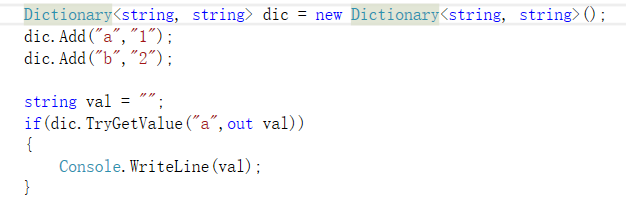 Dictionary<string, string> dic = new Dictionary<string, string>();
dic.Add("a","1");
dic.Add("b","2");
string val = "";
if(dic.TryGetValue("a",out val))
{
Console.WriteLine(val);
}